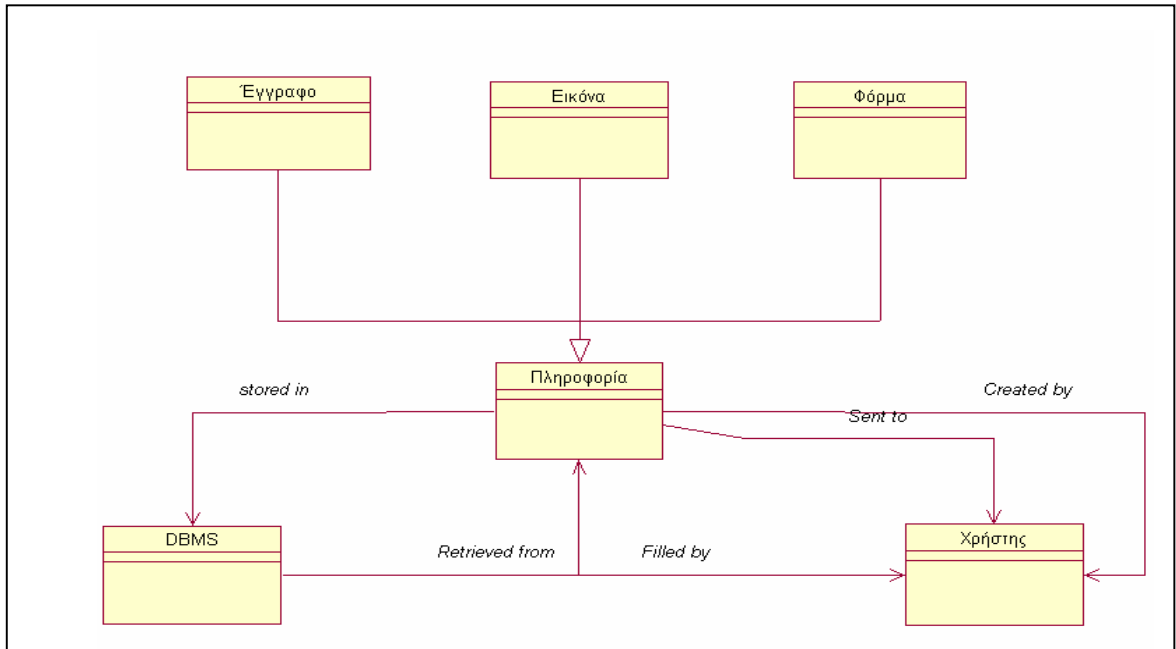 Έγγραφο
Εικόνα
Φόρμα
Πληροφορία
stored in
Created by
Sent to
DBMS
Retrieved from
Filled by
Χρήστης